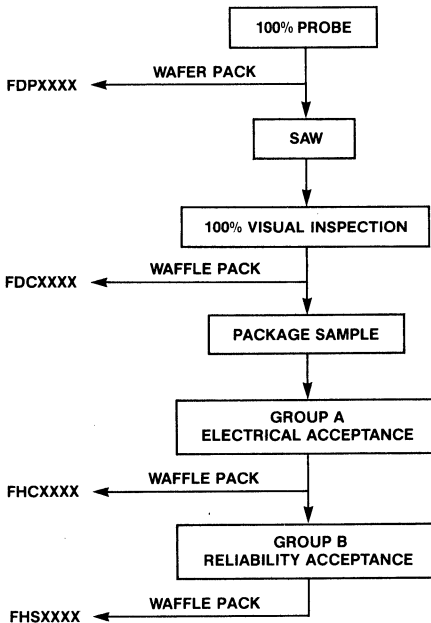 100% PROBE
WAFER PACK
FDPXXXX
SAW
100% VISUAL INSPECTION
WAFFLE PACK
FDCXXXX
PACKAGE SAMPLE
GROUP A
ELECTRICAL ACCEPTANCE
WAFFLE PACK
FHCXXXX
GROUP B
RELIABILITY ACCEPTANCE
WAFFLE PACK
FHSXXXX